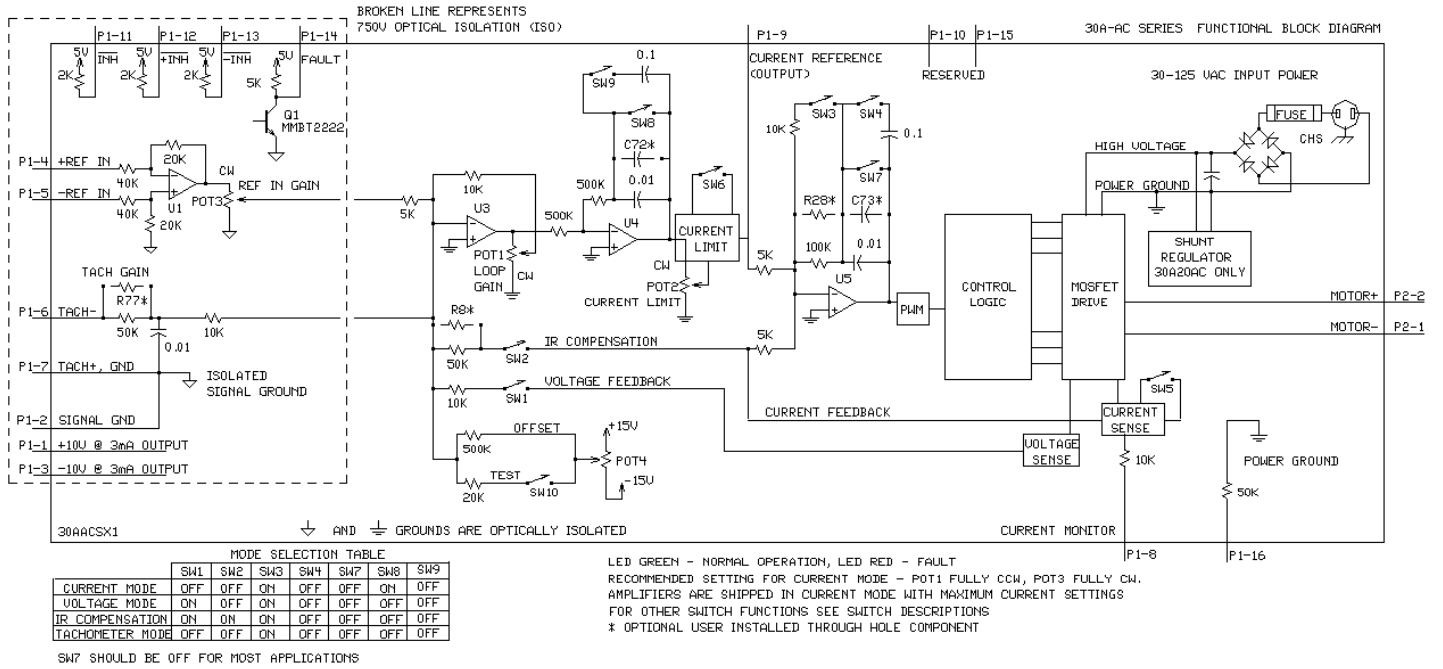 BROKEN LINE REPRESENTS
750V OPTICAL ISOLATION (ISO)
P1-11
P1-12
P1-13
P1-14
P1-9
P1-10
P1-15
30A-AC SERIES FUNCTIONAL BLOCK DIAGRAM
5V
INH
5V
+INH
5V
-INH
5V
FAULT
2K
2K
2K
5K
Q1
MMBT2222
0.1
SW9
SW8
C72*
0.01
500K
CURRENT REFERENCE
(OUTPUT)
RESERVED
30-125 VAC INPUT POWER
FUSE
CHS
SW3
SW4
10K
0.1
SW7
HIGH VOLTAGE
POWER GROUND
P1-4
+REF IN
20K
CW
40K
REF IN GAIN
P1-5
-REF IN
POT3
40K
U1
20K
5K
10K
U3
500K
U4
SW6
CURRENT
LIMIT
R28*
C73*
100K
0.01
5K
U5
SHUNT
REGULATOR
30A20AC ONLY
POT1
LOOP
GAIN
CW
CW
POT2
CURRENT LIMIT
PWM
CONTROL
LOGIC
MOSFET
DRIVE
TACH GAIN
R77*
P1-6
TACH-
50K
10K
0.01
MOTOR+
P2-2
MOTOR-
P2-1
R8*
50K
SW2
IR COMPENSATION
5K
P1-7
TACH+, GND
ISOLATED
SIGNAL GROUND
10K
SW1
VOLTAGE FEEDBACK
SW5
CURRENT FEEDBACK
CURRENT
SENSE
P1-2
SIGNAL GND
P1-1
+10V @ 3mA OUTPUT
P1-3
-10V @ 3mA OUTPUT
OFFSET
500K
+15V
POT4
TEST
SW10
-15V
20K
VOLTAGE
SENSE
10K
POWER GROUND
50K
30AACSX1
AND
GROUNDS ARE OPTICALLY ISOLATED
CURRENT MONITOR
P1-8
P1-16
MODE SELECTION TABLE
SW1 SW2 SW3 SW4 SW7 SW8 SW9
CURRENT MODE OFF OFF ON OFF OFF ON OFF
VOLTAGE MODE ON OFF ON OFF OFF OFF OFF
IR COMPENSATION ON ON ON OFF OFF OFF OFF
TACHOMETER MODE OFF OFF ON OFF OFF OFF OFF
SW7 SHOULD BE OFF FOR MOST APPLICATIONS
LED GREEN - NORMAL OPERATION, LED RED - FAULT
RECOMMENDED SETTING FOR CURRENT MODE - POT1 FULLY CCW, POT3 FULLY CW.
AMPLIFIERS ARE SHIPPED IN CURRENT MODE WITH MAXIMUM CURRENT SETTINGS
FOR OTHER SWITCH FUNCTIONS SEE SWITCH DESCRIPTIONS
* OPTIONAL USER INSTALLED THROUGH HOLE COMPONENT